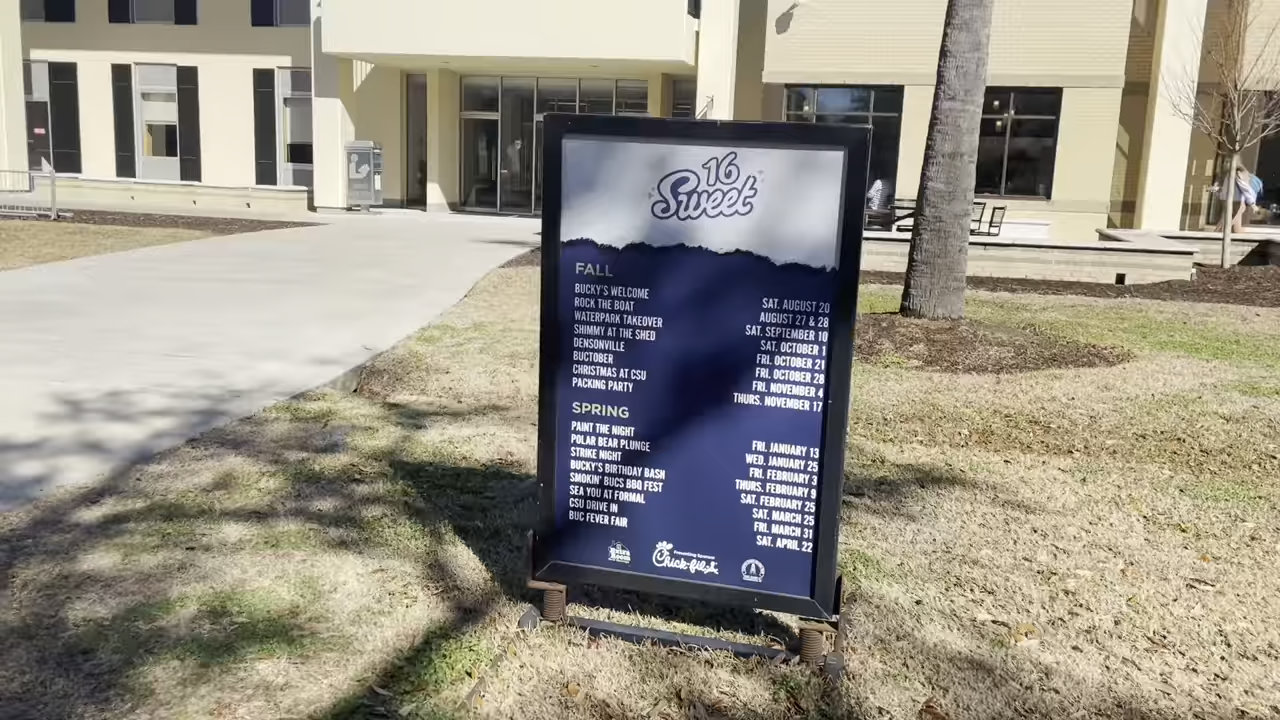 16
Sweet
FALL
BUCKY'S WELCOME SAT. AUGUST 20
ROCK THE BOAT AUGUST 27 & 28
WATERPARK TAKEOVER SAT. SEPTEMBER 10
SHIMMY AT THE SHED SAT. OCTOBER 1
DENSONVILLE FRI. OCTOBER 21
BUCTOBER FRI. OCTOBER 28
CHRISTMAS AT CSU FRI. NOVEMBER 4
PACKING PARTY THURS. NOVEMBER 17
SPRING
PAINT THE NIGHT FRI. JANUARY 13
POLAR BEAR PLUNGE WED. JANUARY 25
STRIKE NIGHT FRI. FEBRUARY 3
BUCKY'S BIRTHDAY BASH THURS. FEBRUARY 9
SMOKIN' BUCS BBQ FEST SAT. FEBRUARY 25
SEA YOU AT FORMAL SAT. MARCH 25
CSU DRIVE IN FRI. MARCH 31
BUC FEVER FAIR SAT. APRIL 22
Presenting Sponsor
Chick-fil-A